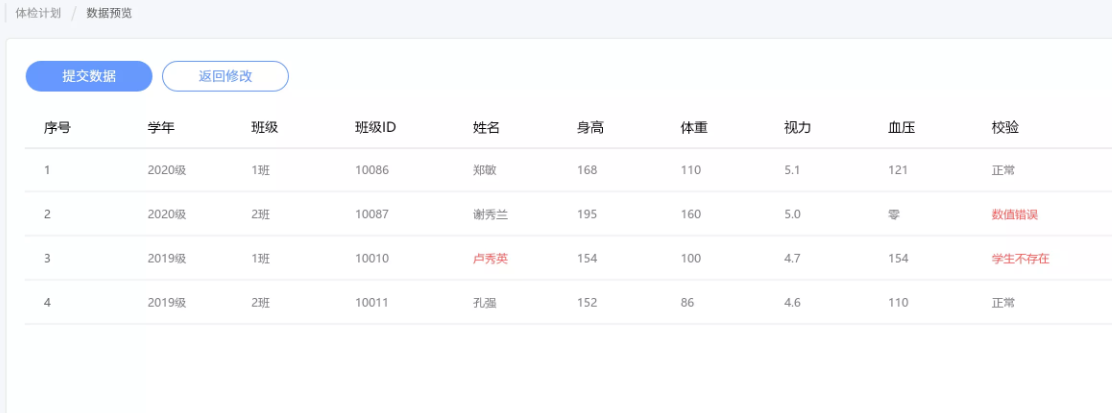 体检计划 / 数据预览
提交数据 返回修改
序号 学年 班级 班级ID 姓名 身高 体重 视力 血压 校验
1 2020级 1班 10086 郑敏 168 110 5.1 121 正常
2 2020级 2班 10087 谢秀兰 195 160 5.0 零 数值错误
3 2019级 1班 10010 卢秀英 154 100 4.7 154 学生不存在
4 2019级 2班 10011 孔强 152 86 4.6 110 正常